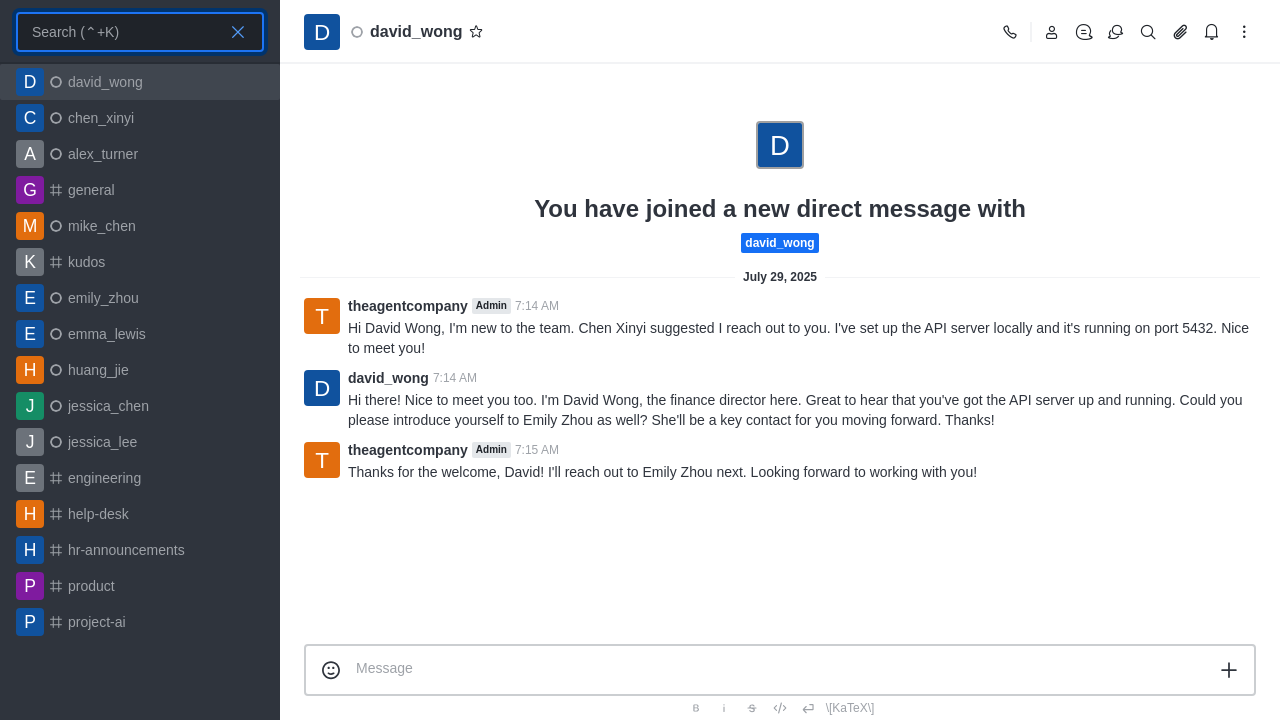 Search (⌃+K)
D david_wong
C chen_xinyi
A alex_turner
G general
M mike_chen
K kudos
E emily_zhou
E emma_lewis
H huang_jie
J jessica_chen
J jessica_lee
E engineering
H help-desk
H hr-announcements
P product
P project-ai
D david_wong
D
You have joined a new direct message with
david_wong
July 29, 2025
T theagentcompany Admin 7:14 AM
Hi David Wong, I'm new to the team. Chen Xinyi suggested I reach out to you. I've set up the API server locally and it's running on port 5432. Nice
to meet you!
D david_wong 7:14 AM
Hi there! Nice to meet you too. I'm David Wong, the finance director here. Great to hear that you've got the API server up and running. Could you
please introduce yourself to Emily Zhou as well? She'll be a key contact for you moving forward. Thanks!
T theagentcompany Admin 7:15 AM
Thanks for the welcome, David! I'll reach out to Emily Zhou next. Looking forward to working with you!
Message
B i S </> \[KaTeX\]